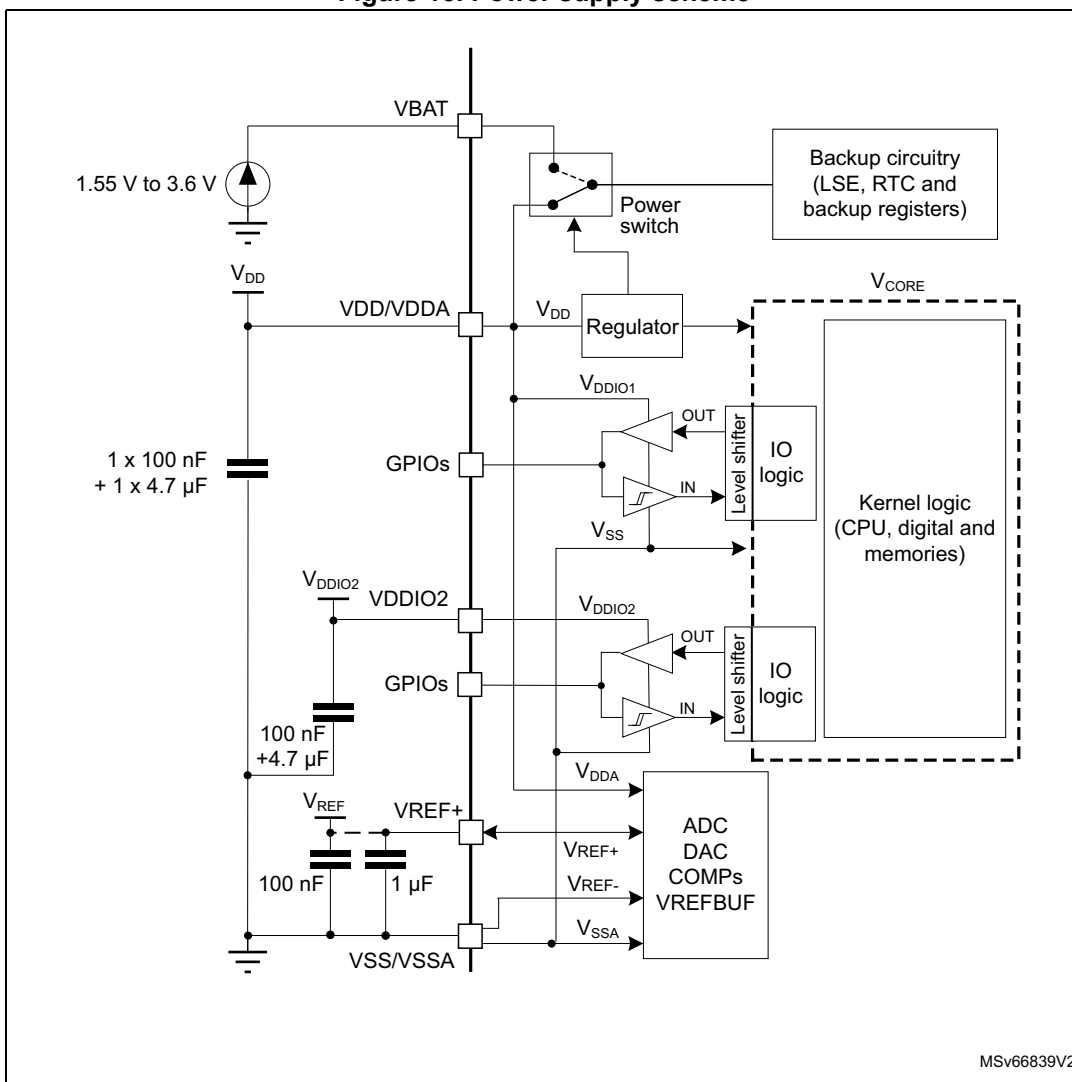 VBAT
1.55 V to 3.6 V
Power
switch
Backup circuitry
(LSE, RTC and
backup registers)
VDD
VDD/VDDA
VDD
Regulator
VCORE
VDDIO1
OUT
Level shifter
IO
logic
1 x 100 nF
+ 1 x 4.7 µF
GPIOs
IN
Kernel logic
(CPU, digital and
memories)
VSS
VDDIO2
VDDIO2
VDDIO2
OUT
Level shifter
IO
logic
GPIOs
IN
100 nF
+4.7 µF
VDDA
VREF
VREF+
ADC
DAC
COMPs
VREFBUF
VREF+
100 nF
1 µF
VREF-
VSSA
VSS/VSSA
MSv66839V2